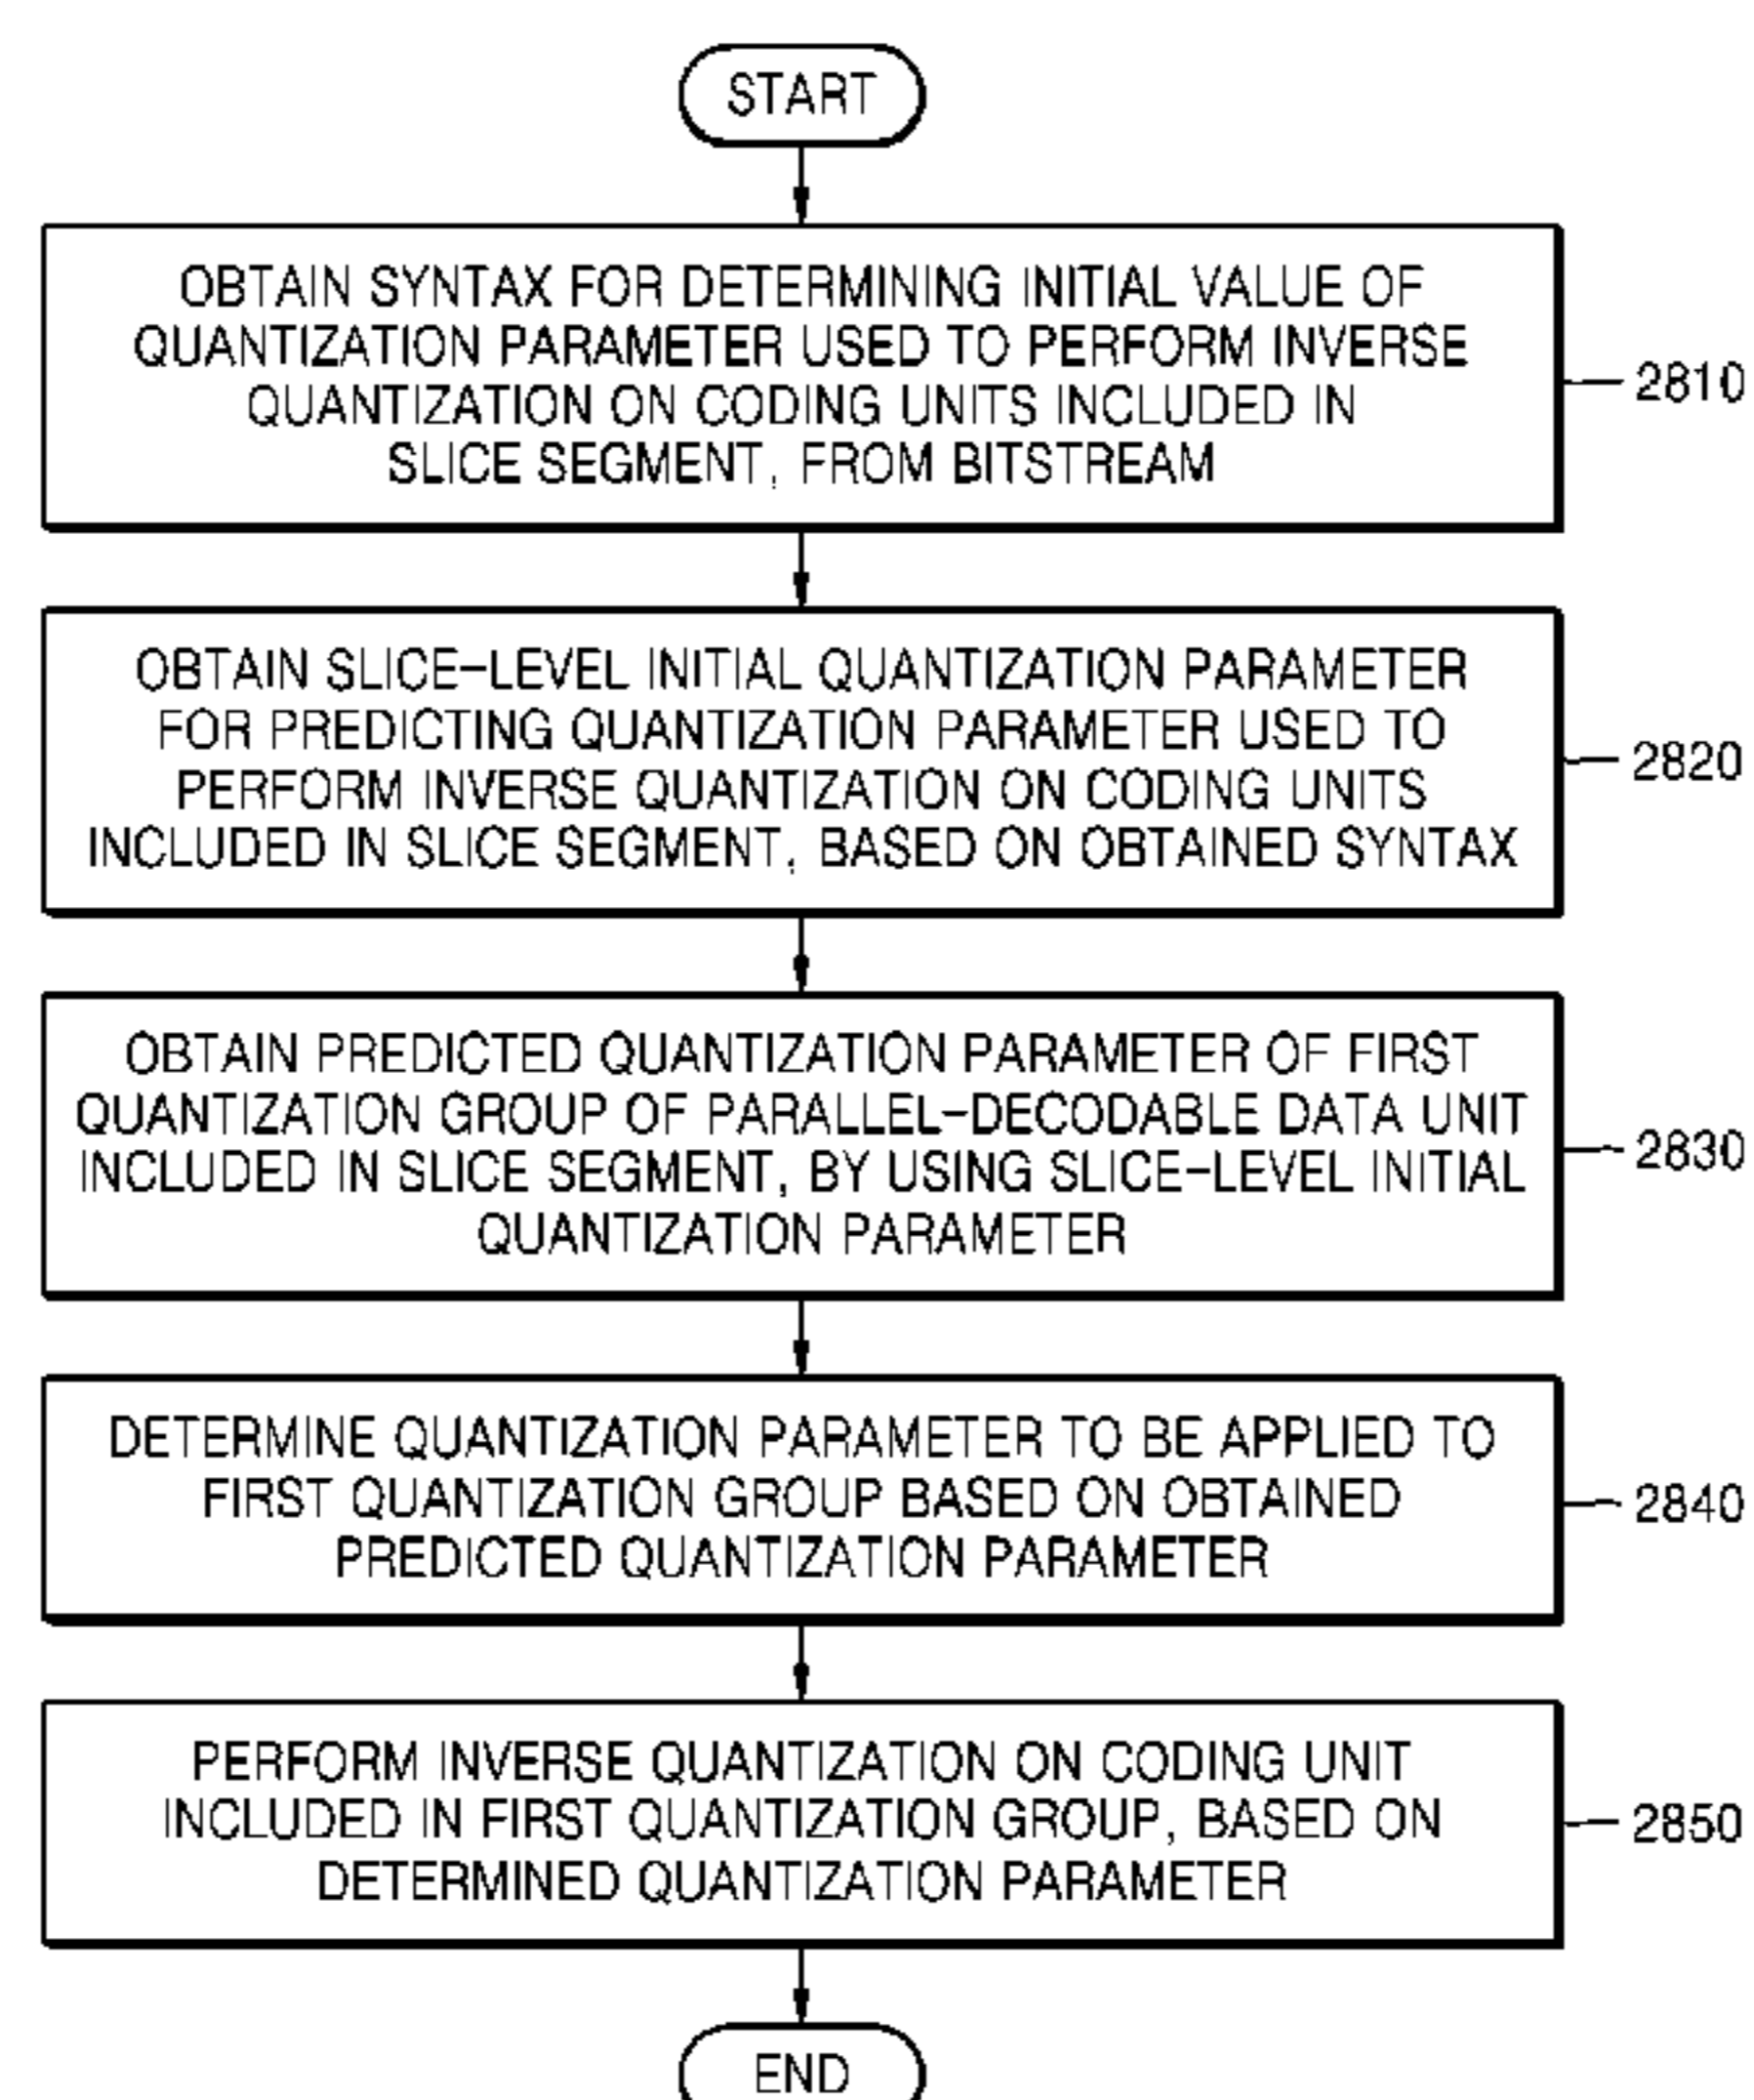 START
OBTAIN SYNTAX FOR DETERMINING INITIAL VALUE OF
QUANTIZATION PARAMETER USED TO PERFORM INVERSE
QUANTIZATION ON CODING UNITS INCLUDED IN
SLICE SEGMENT, FROM BITSTREAM
2810
OBTAIN SLICE-LEVEL INITIAL QUANTIZATION PARAMETER
FOR PREDICTING QUANTIZATION PARAMETER USED TO
PERFORM INVERSE QUANTIZATION ON CODING UNITS
INCLUDED IN SLICE SEGMENT, BASED ON OBTAINED SYNTAX
2820
OBTAIN PREDICTED QUANTIZATION PARAMETER OF FIRST
QUANTIZATION GROUP OF PARALLEL-DECODABLE DATA UNIT
INCLUDED IN SLICE SEGMENT, BY USING SLICE-LEVEL INITIAL
QUANTIZATION PARAMETER
2830
DETERMINE QUANTIZATION PARAMETER TO BE APPLIED TO
FIRST QUANTIZATION GROUP BASED ON OBTAINED
PREDICTED QUANTIZATION PARAMETER
2840
PERFORM INVERSE QUANTIZATION ON CODING UNIT
INCLUDED IN FIRST QUANTIZATION GROUP, BASED ON
DETERMINED QUANTIZATION PARAMETER
2850
END